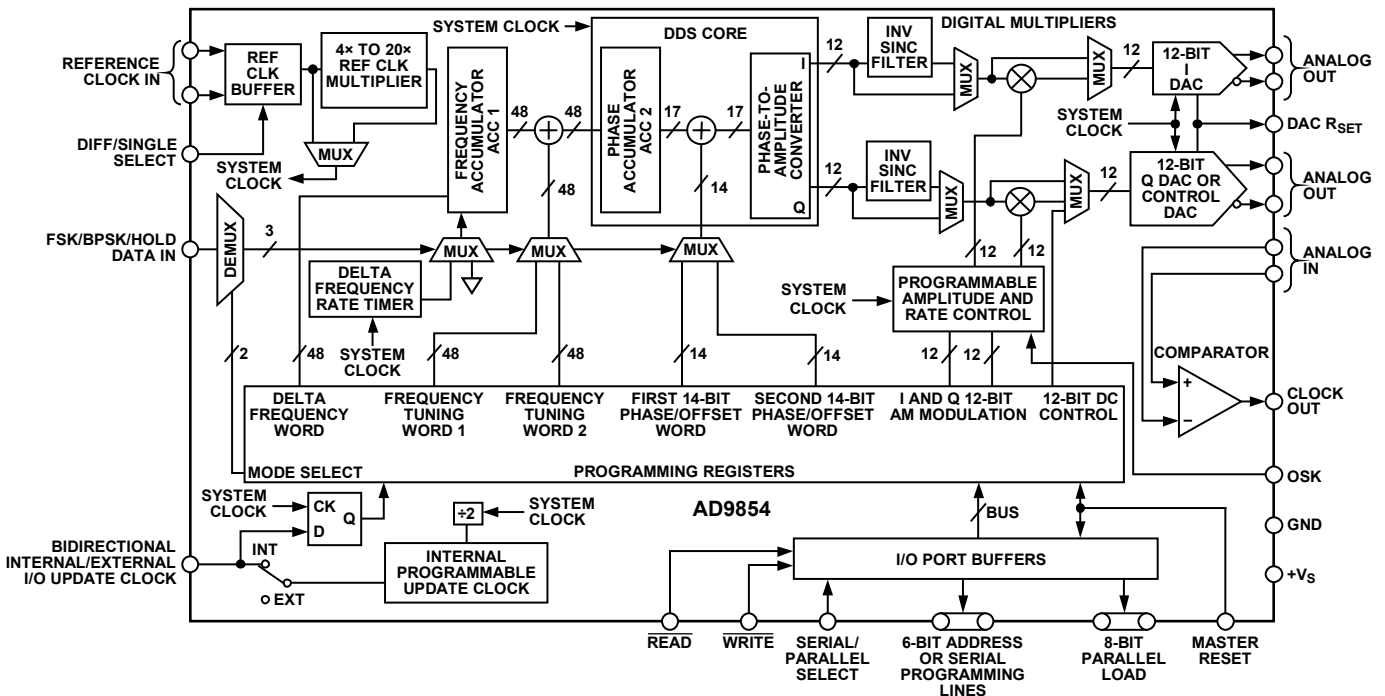 SYSTEM CLOCK
DDS CORE
DIGITAL MULTIPLIERS
REFERENCE
CLOCK IN
REF
CLK
BUFFER
4× TO 20×
REF CLK
MULTIPLIER
MUX
SYSTEM
CLOCK
DIFF/SINGLE
SELECT
FREQUENCY
ACCUMULATOR
ACC 1
48
48
48
PHASE
ACCUMULATOR
ACC 2
17
17
14
PHASE-TO-
AMPLITUDE
CONVERTER
I
Q
12
12
INV
SINC
FILTER
MUX
MUX
12
12-BIT
I
DAC
ANALOG
OUT
SYSTEM
CLOCK
DAC RSET
INV
SINC
FILTER
MUX
MUX
12
12-BIT
Q DAC OR
CONTROL
DAC
ANALOG
OUT
FSK/BPSK/HOLD
DATA IN
DEMUX
3
MUX
MUX
MUX
12
12
ANALOG
IN
DELTA
FREQUENCY
RATE TIMER
SYSTEM
CLOCK
SYSTEM
CLOCK
PROGRAMMABLE
AMPLITUDE AND
RATE CONTROL
COMPARATOR
+
−
CLOCK
OUT
2
48
48
48
14
14
12
12
DELTA
FREQUENCY
WORD
FREQUENCY
TUNING
WORD 1
FREQUENCY
TUNING
WORD 2
FIRST 14-BIT
PHASE/OFFSET
WORD
SECOND 14-BIT
PHASE/OFFSET
WORD
I AND Q 12-BIT
AM MODULATION
12-BIT DC
CONTROL
MODE SELECT
PROGRAMMING REGISTERS
OSK
SYSTEM
CLOCK
CK
D
Q
÷2
SYSTEM
CLOCK
AD9854
BUS
GND
BIDIRECTIONAL
INTERNAL/EXTERNAL
I/O UPDATE CLOCK
INT
EXT
INTERNAL
PROGRAMMABLE
UPDATE CLOCK
I/O PORT BUFFERS
+VS
READ
WRITE
SERIAL/
PARALLEL
SELECT
6-BIT ADDRESS
OR SERIAL
PROGRAMMING
LINES
8-BIT
PARALLEL
LOAD
MASTER
RESET